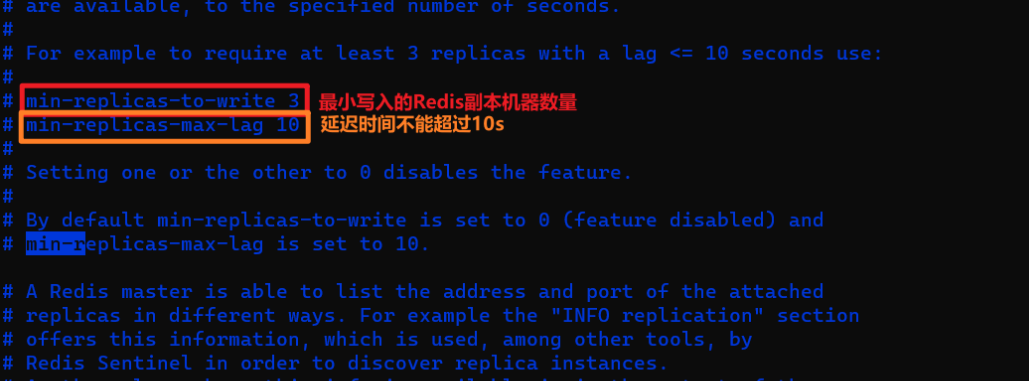 # are available, to the specified number of seconds.
#
# For example to require at least 3 replicas with a lag <= 10 seconds use:
#
# min-replicas-to-write 3 最小写入的Redis副本机器数量
# min-replicas-max-lag 10 延迟时间不能超过10s
#
# Setting one or the other to 0 disables the feature.
#
# By default min-replicas-to-write is set to 0 (feature disabled) and
# min-replicas-max-lag is set to 10.
# A Redis master is able to list the address and port of the attached
# replicas in different ways. For example the "INFO replication" section
# offers this information, which is used, among other tools, by
# Redis Sentinel in order to discover replica instances.